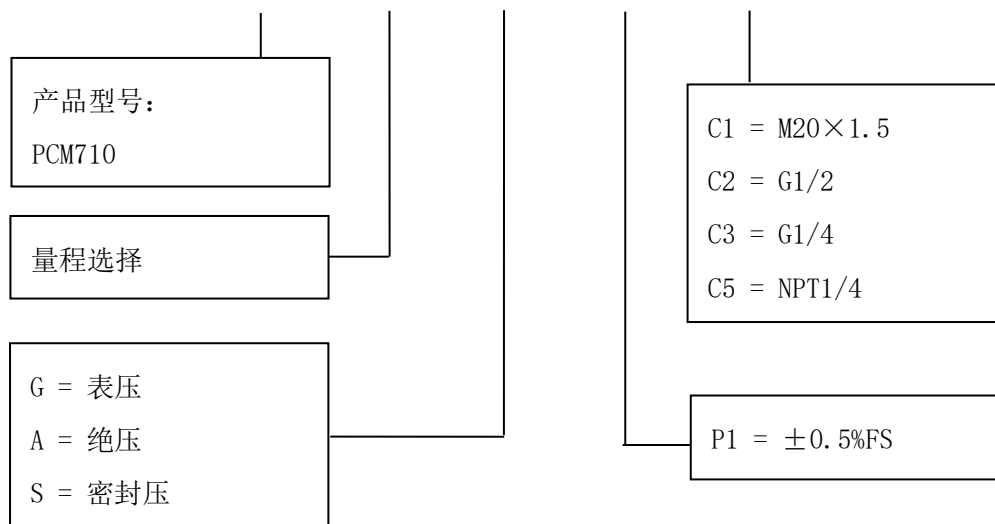 产品型号：
PCM710
量程选择
G = 表压
A = 绝压
S = 密封压
C1 = M20×1.5
C2 = G1/2
C3 = G1/4
C5 = NPT1/4
P1 = ±0.5%FS